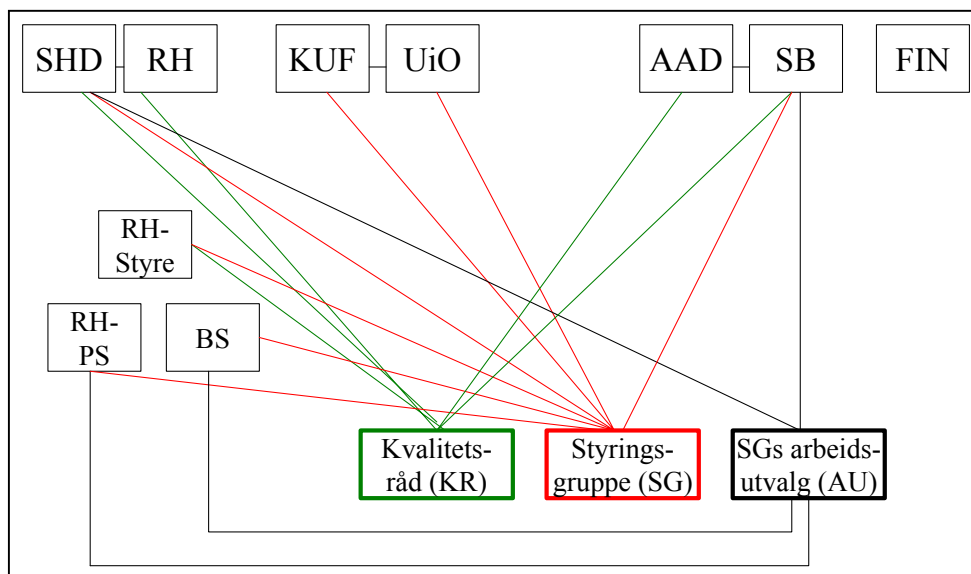 SHD
RH
KUF
UiO
AAD
SB
FIN
RH-
Styre
RH-
PS
BS
Kvalitets-
råd (KR)
Styrings-
gruppe (SG)
SGs arbeids-
utvalg (AU)